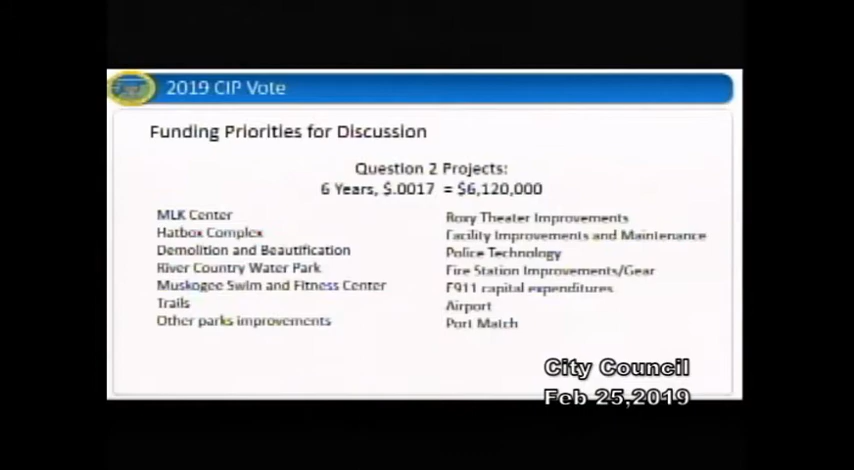 2019 CIP Vote
Funding Priorities for Discussion
Question 2 Projects:
6 Years, $.0017 = $6,120,000
MLK Center
Hatbox Complex
Demolition and Beautification
River Country Water Park
Muskogee Swim and Fitness Center
Trails
Other parks improvements
Roxy Theater Improvements
Facility Improvements and Maintenance
Police Technology
Fire Station Improvements/Gear
E911 capital expenditures
Airport
Port Match
City Council
Feb 25,2019